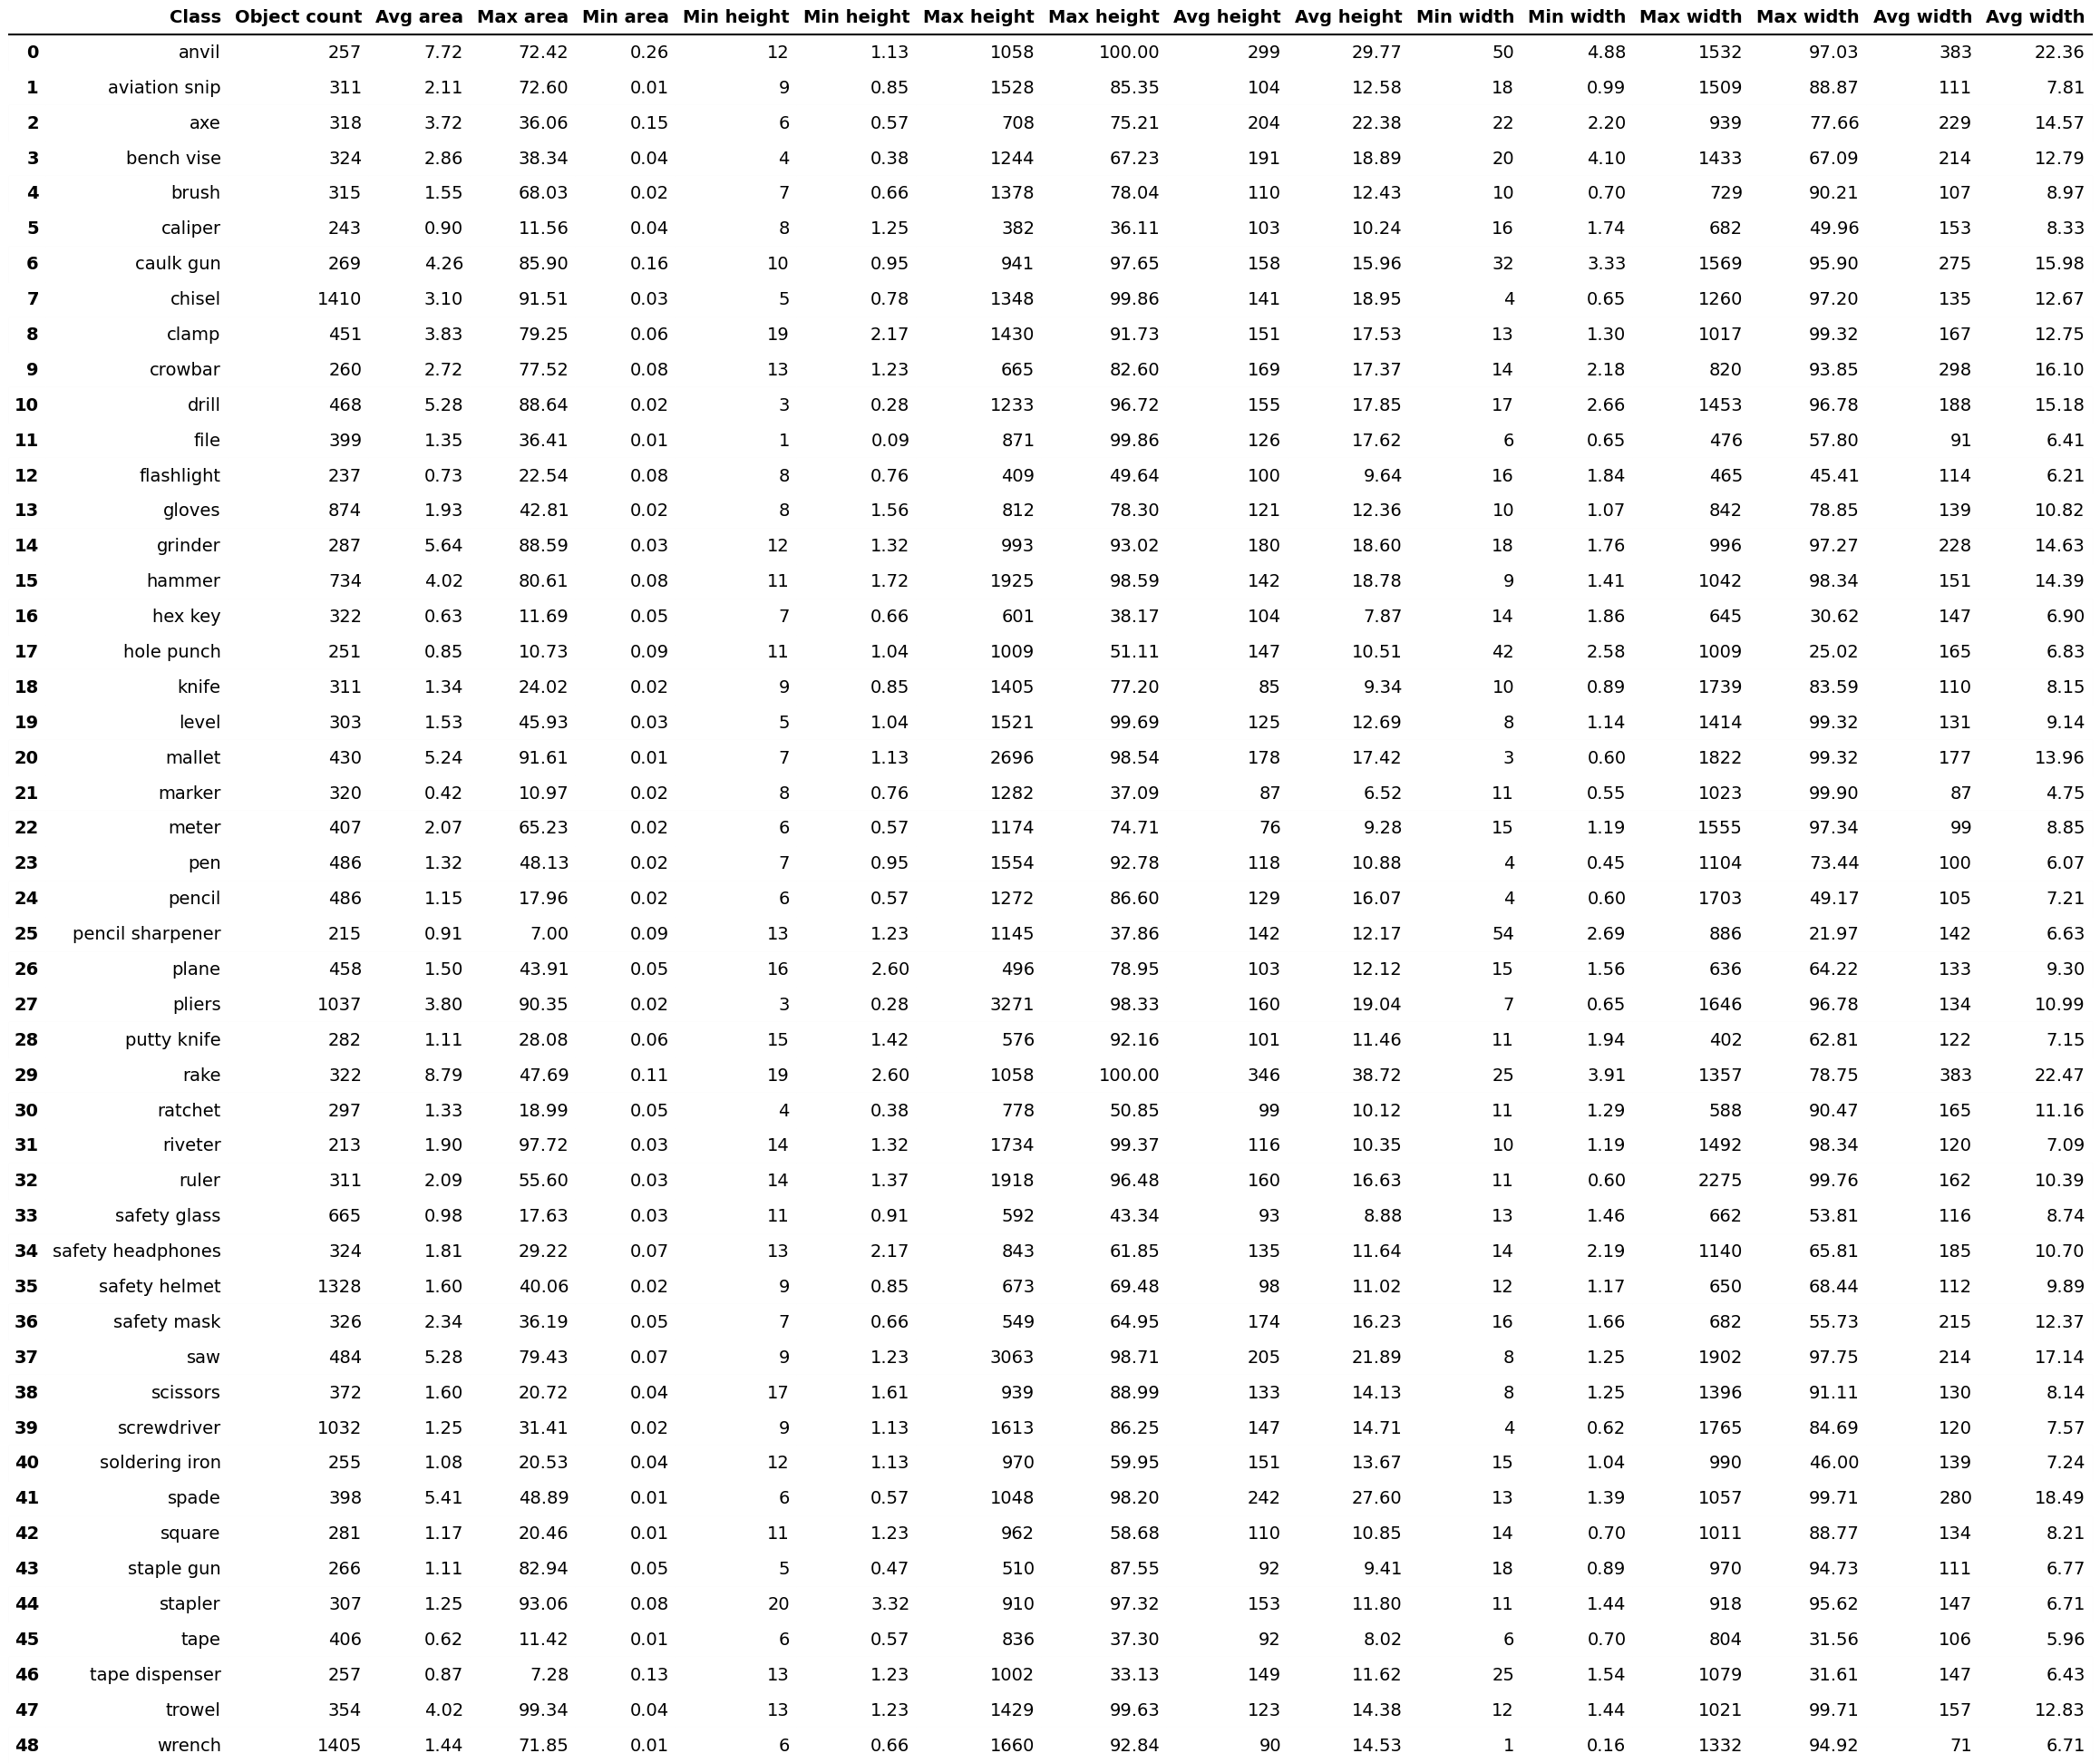 Class Object count Avg area Max area Min area Min height Min height Max height Max height Avg height Avg height Min width Min width Max width Max width Avg width Avg width
0 anvil 257 7.72 72.42 0.26 12 1.13 1058 100.00 299 29.77 50 4.88 1532 97.03 383 22.36
1 aviation snip 311 2.11 72.60 0.01 9 0.85 1528 85.35 104 12.58 18 0.99 1509 88.87 111 7.81
2 axe 318 3.72 36.06 0.15 6 0.57 708 75.21 204 22.38 22 2.20 939 77.66 229 14.57
3 bench vise 324 2.86 38.34 0.04 4 0.38 1244 67.23 191 18.89 20 4.10 1433 67.09 214 12.79
4 brush 315 1.55 68.03 0.02 7 0.66 1378 78.04 110 12.43 10 0.70 729 90.21 107 8.97
5 caliper 243 0.90 11.56 0.04 8 1.25 382 36.11 103 10.24 16 1.74 682 49.96 153 8.33
6 caulk gun 269 4.26 85.90 0.16 10 0.95 941 97.65 158 15.96 32 3.33 1569 95.90 275 15.98
7 chisel 1410 3.10 91.51 0.03 5 0.78 1348 99.86 141 18.95 4 0.65 1260 97.20 135 12.67
8 clamp 451 3.83 79.25 0.06 19 2.17 1430 91.73 151 17.53 13 1.30 1017 99.32 167 12.75
9 crowbar 260 2.72 77.52 0.08 13 1.23 665 82.60 169 17.37 14 2.18 820 93.85 298 16.10
10 drill 468 5.28 88.64 0.02 3 0.28 1233 96.72 155 17.85 17 2.66 1453 96.78 188 15.18
11 file 399 1.35 36.41 0.01 1 0.09 871 99.86 126 17.62 6 0.65 476 57.80 91 6.41
12 flashlight 237 0.73 22.54 0.08 8 0.76 409 49.64 100 9.64 16 1.84 465 45.41 114 6.21
13 gloves 874 1.93 42.81 0.02 8 1.56 812 78.30 121 12.36 10 1.07 842 78.85 139 10.82
14 grinder 287 5.64 88.59 0.03 12 1.32 993 93.02 180 18.60 18 1.76 996 97.27 228 14.63
15 hammer 734 4.02 80.61 0.08 11 1.72 1925 98.59 142 18.78 9 1.41 1042 98.34 151 14.39
16 hex key 322 0.63 11.69 0.05 7 0.66 601 38.17 104 7.87 14 1.86 645 30.62 147 6.90
17 hole punch 251 0.85 10.73 0.09 11 1.04 1009 51.11 147 10.51 42 2.58 1009 25.02 165 6.83
18 knife 311 1.34 24.02 0.02 9 0.85 1405 77.20 85 9.34 10 0.89 1739 83.59 110 8.15
19 level 303 1.53 45.93 0.03 5 1.04 1521 99.69 125 12.69 8 1.14 1414 99.32 131 9.14
20 mallet 430 5.24 91.61 0.01 7 1.13 2696 98.54 178 17.42 3 0.60 1822 99.32 177 13.96
21 marker 320 0.42 10.97 0.02 8 0.76 1282 37.09 87 6.52 11 0.55 1023 99.90 87 4.75
22 meter 407 2.07 65.23 0.02 6 0.57 1174 74.71 76 9.28 15 1.19 1555 97.34 99 8.85
23 pen 486 1.32 48.13 0.02 7 0.95 1554 92.78 118 10.88 4 0.45 1104 73.44 100 6.07
24 pencil 486 1.15 17.96 0.02 6 0.57 1272 86.60 129 16.07 4 0.60 1703 49.17 105 7.21
25 pencil sharpener 215 0.91 7.00 0.09 13 1.23 1145 37.86 142 12.17 54 2.69 886 21.97 142 6.63
26 plane 458 1.50 43.91 0.05 16 2.60 496 78.95 103 12.12 15 1.56 636 64.22 133 9.30
27 pliers 1037 3.80 90.35 0.02 3 0.28 3271 98.33 160 19.04 7 0.65 1646 96.78 134 10.99
28 putty knife 282 1.11 28.08 0.06 15 1.42 576 92.16 101 11.46 11 1.94 402 62.81 122 7.15
29 rake 322 8.79 47.69 0.11 19 2.60 1058 100.00 346 38.72 25 3.91 1357 78.75 383 22.47
30 ratchet 297 1.33 18.99 0.05 4 0.38 778 50.85 99 10.12 11 1.29 588 90.47 165 11.16
31 riveter 213 1.90 97.72 0.03 14 1.32 1734 99.37 116 10.35 10 1.19 1492 98.34 120 7.09
32 ruler 311 2.09 55.60 0.03 14 1.37 1918 96.48 160 16.63 11 0.60 2275 99.76 162 10.39
33 safety glass 665 0.98 17.63 0.03 11 0.91 592 43.34 93 8.88 13 1.46 662 53.81 116 8.74
34 safety headphones 324 1.81 29.22 0.07 13 2.17 843 61.85 135 11.64 14 2.19 1140 65.81 185 10.70
35 safety helmet 1328 1.60 40.06 0.02 9 0.85 673 69.48 98 11.02 12 1.17 650 68.44 112 9.89
36 safety mask 326 2.34 36.19 0.05 7 0.66 549 64.95 174 16.23 16 1.66 682 55.73 215 12.37
37 saw 484 5.28 79.43 0.07 9 1.23 3063 98.71 205 21.89 8 1.25 1902 97.75 214 17.14
38 scissors 372 1.60 20.72 0.04 17 1.61 939 88.99 133 14.13 8 1.25 1396 91.11 130 8.14
39 screwdriver 1032 1.25 31.41 0.02 9 1.13 1613 86.25 147 14.71 4 0.62 1765 84.69 120 7.57
40 soldering iron 255 1.08 20.53 0.04 12 1.13 970 59.95 151 13.67 15 1.04 990 46.00 139 7.24
41 spade 398 5.41 48.89 0.01 6 0.57 1048 98.20 242 27.60 13 1.39 1057 99.71 280 18.49
42 square 281 1.17 20.46 0.01 11 1.23 962 58.68 110 10.85 14 0.70 1011 88.77 134 8.21
43 staple gun 266 1.11 82.94 0.05 5 0.47 510 87.55 92 9.41 18 0.89 970 94.73 111 6.77
44 stapler 307 1.25 93.06 0.08 20 3.32 910 97.32 153 11.80 11 1.44 918 95.62 147 6.71
45 tape 406 0.62 11.42 0.01 6 0.57 836 37.30 92 8.02 6 0.70 804 31.56 106 5.96
46 tape dispenser 257 0.87 7.28 0.13 13 1.23 1002 33.13 149 11.62 25 1.54 1079 31.61 147 6.43
47 trowel 354 4.02 99.34 0.04 13 1.23 1429 99.63 123 14.38 12 1.44 1021 99.71 157 12.83
48 wrench 1405 1.44 71.85 0.01 6 0.66 1660 92.84 90 14.53 1 0.16 1332 94.92 71 6.71